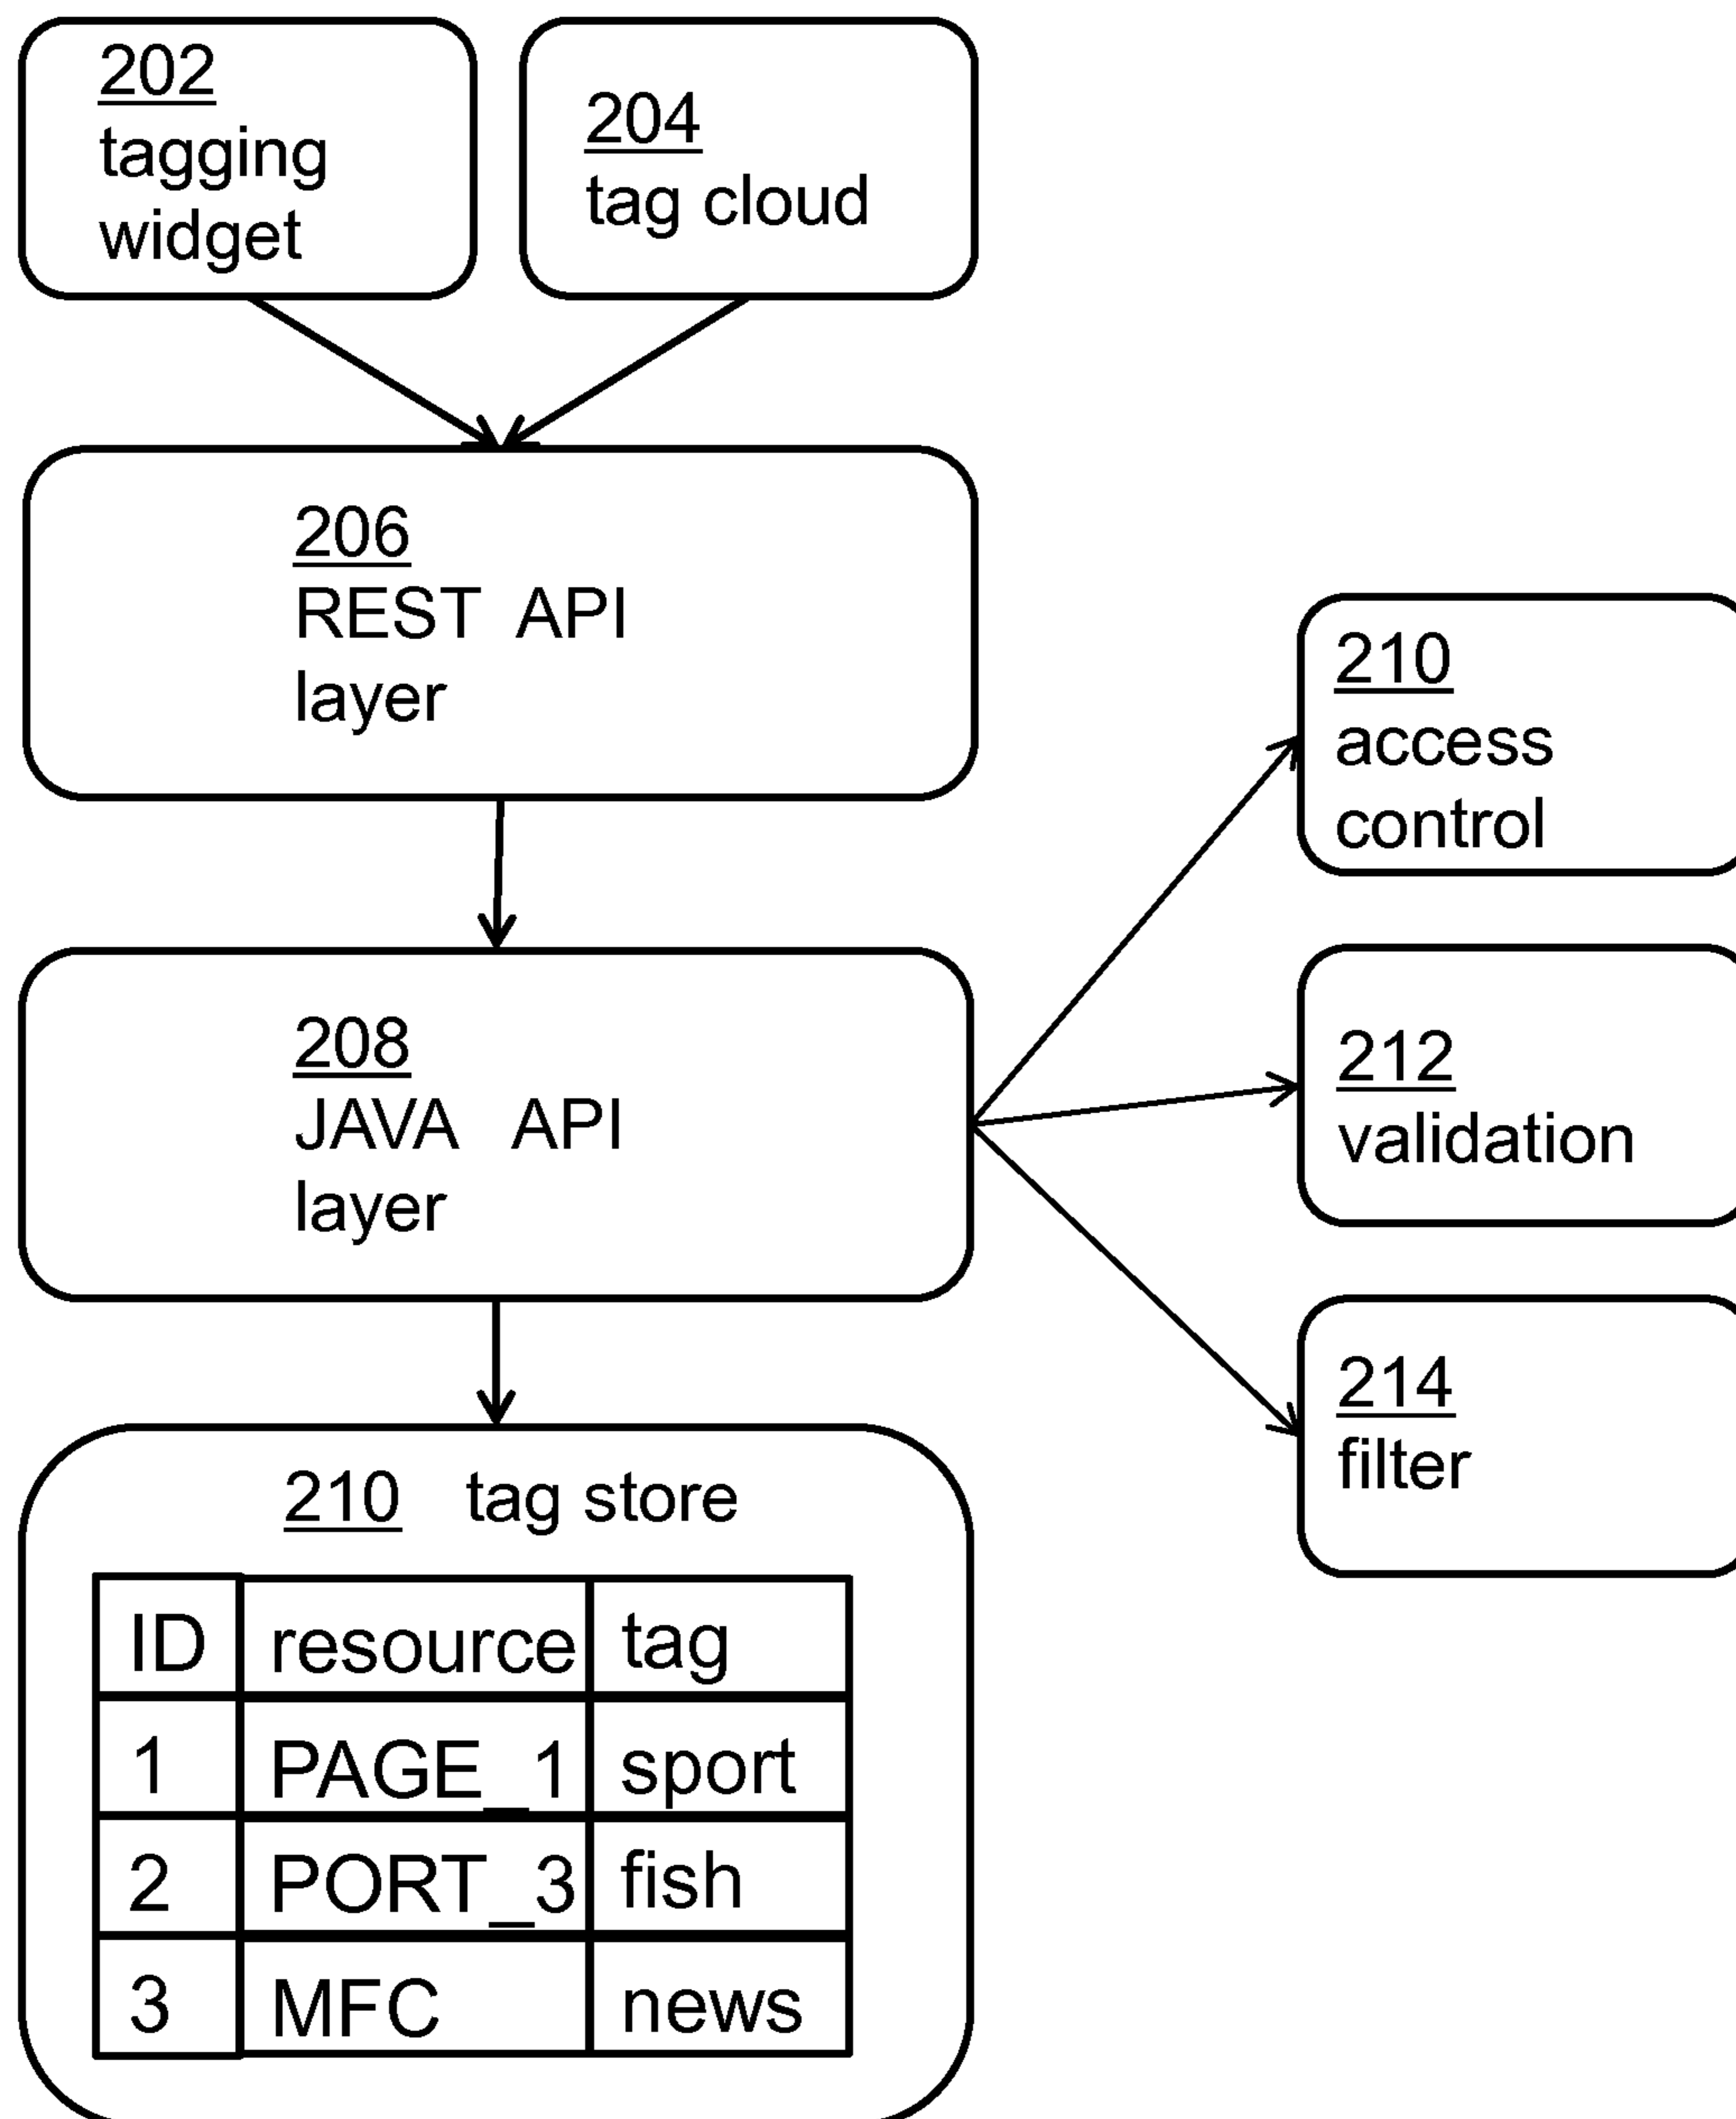 202
tagging
widget
204
tag cloud
206
REST API
layer
210
access
control
208
JAVA API
layer
212
validation
214
filter
210 tag store
ID resource tag
1 PAGE_1 sport
2 PORT_3 fish
3 MFC news